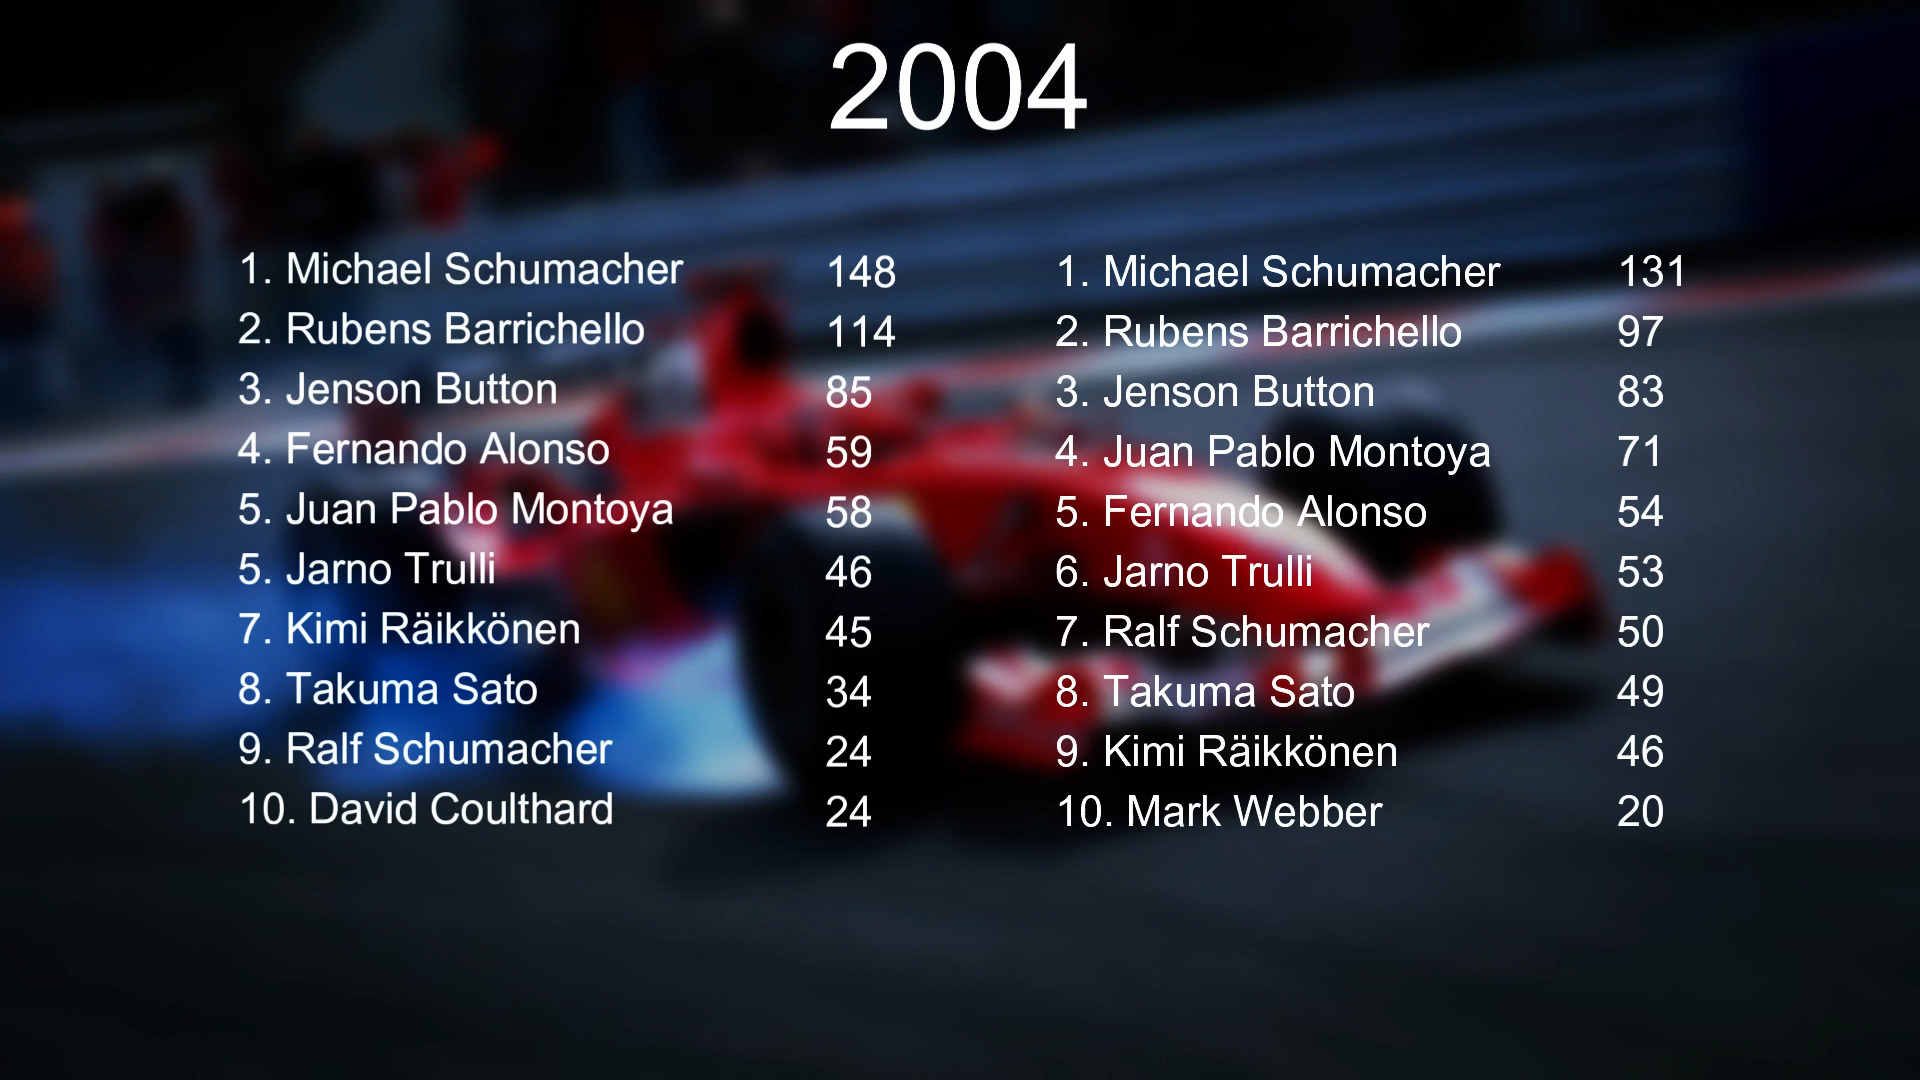 2004
1. Michael Schumacher 148
2. Rubens Barrichello 114
3. Jenson Button 85
4. Fernando Alonso 59
5. Juan Pablo Montoya 58
5. Jarno Trulli 46
7. Kimi Räikkönen 45
8. Takuma Sato 34
9. Ralf Schumacher 24
10. David Coulthard 24
1. Michael Schumacher 131
2. Rubens Barrichello 97
3. Jenson Button 83
4. Juan Pablo Montoya 71
5. Fernando Alonso 54
6. Jarno Trulli 53
7. Ralf Schumacher 50
8. Takuma Sato 49
9. Kimi Räikkönen 46
10. Mark Webber 20